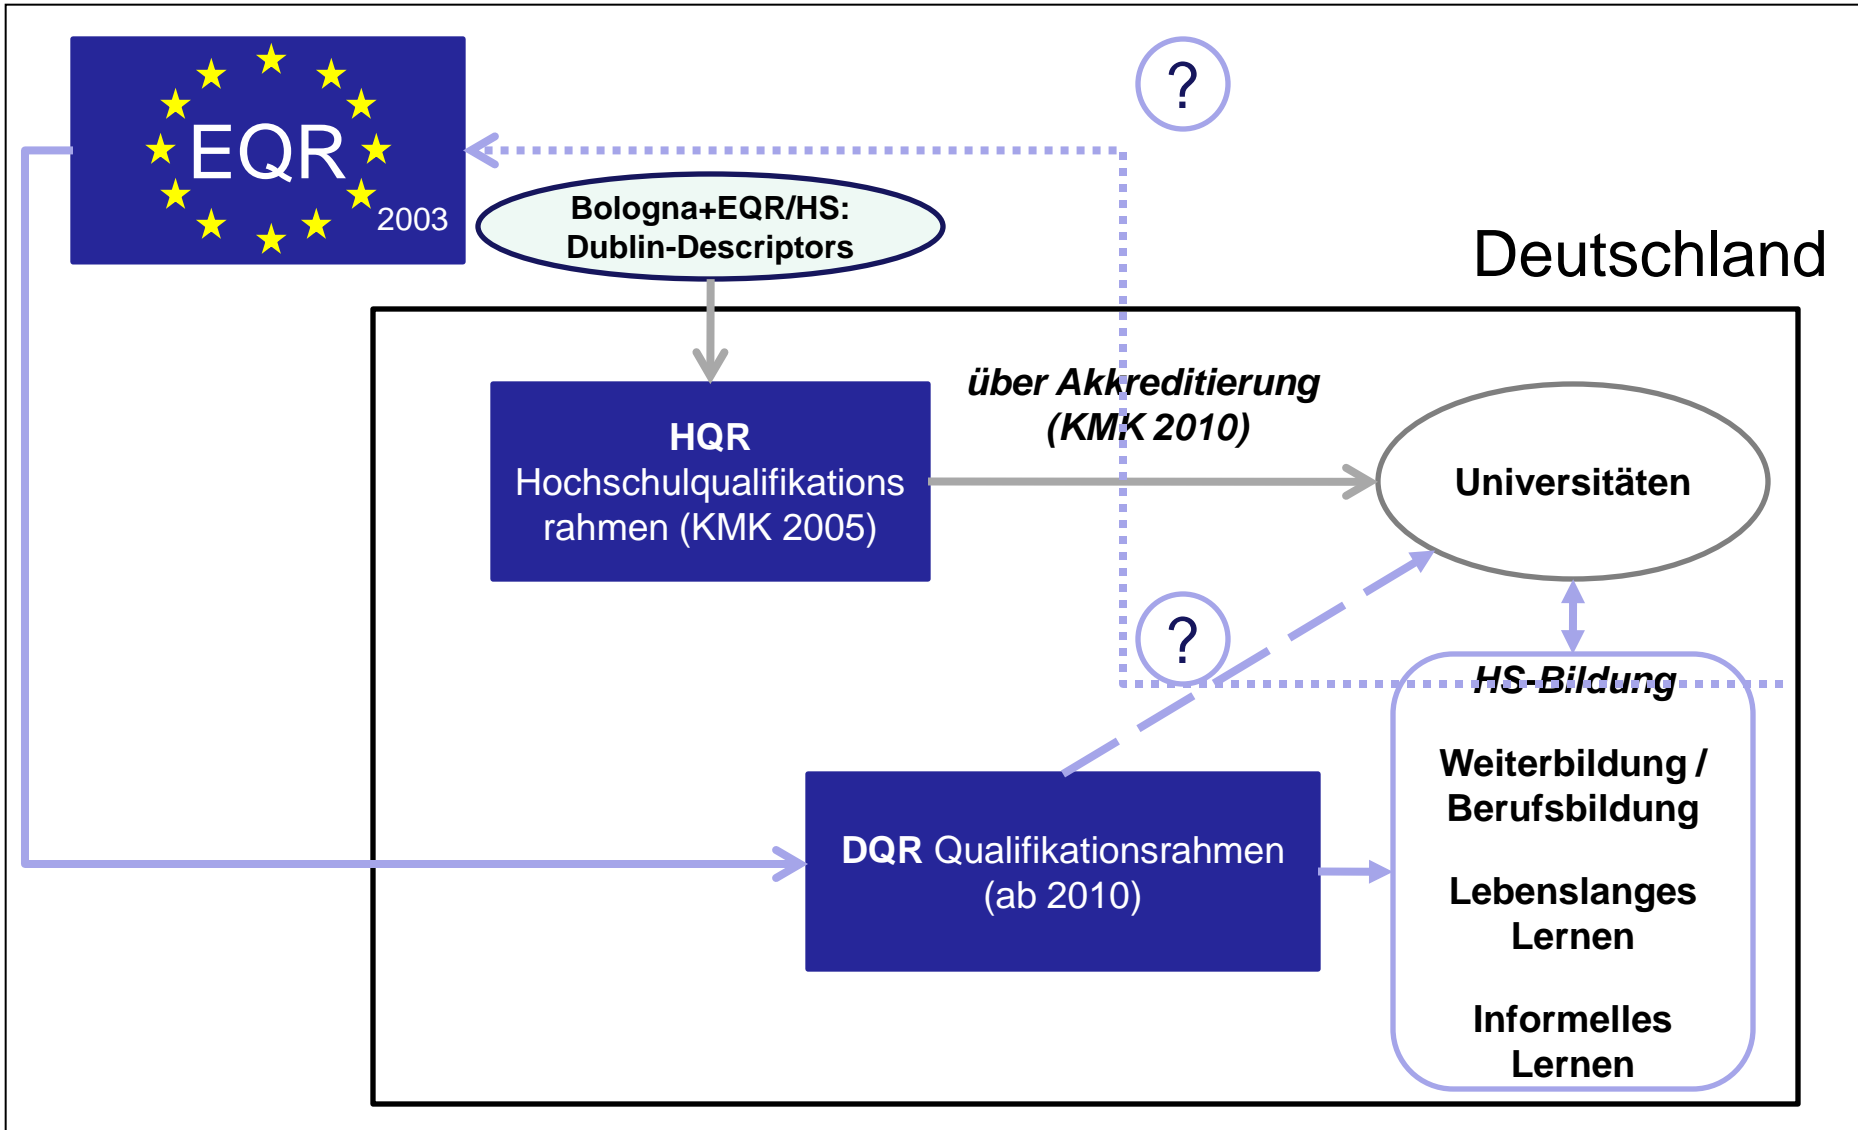 EQR
2003
?
Bologna+EQR/HS:
Dublin-Descriptors
Deutschland
HQR
Hochschulqualifikations
rahmen (KMK 2005)
über Akkreditierung
(KMK 2010)
Universitäten
?
HS-Bildung
Weiterbildung /
Berufsbildung
Lebenslanges
Lernen
Informelles
Lernen
DQR Qualifikationsrahmen
(ab 2010)